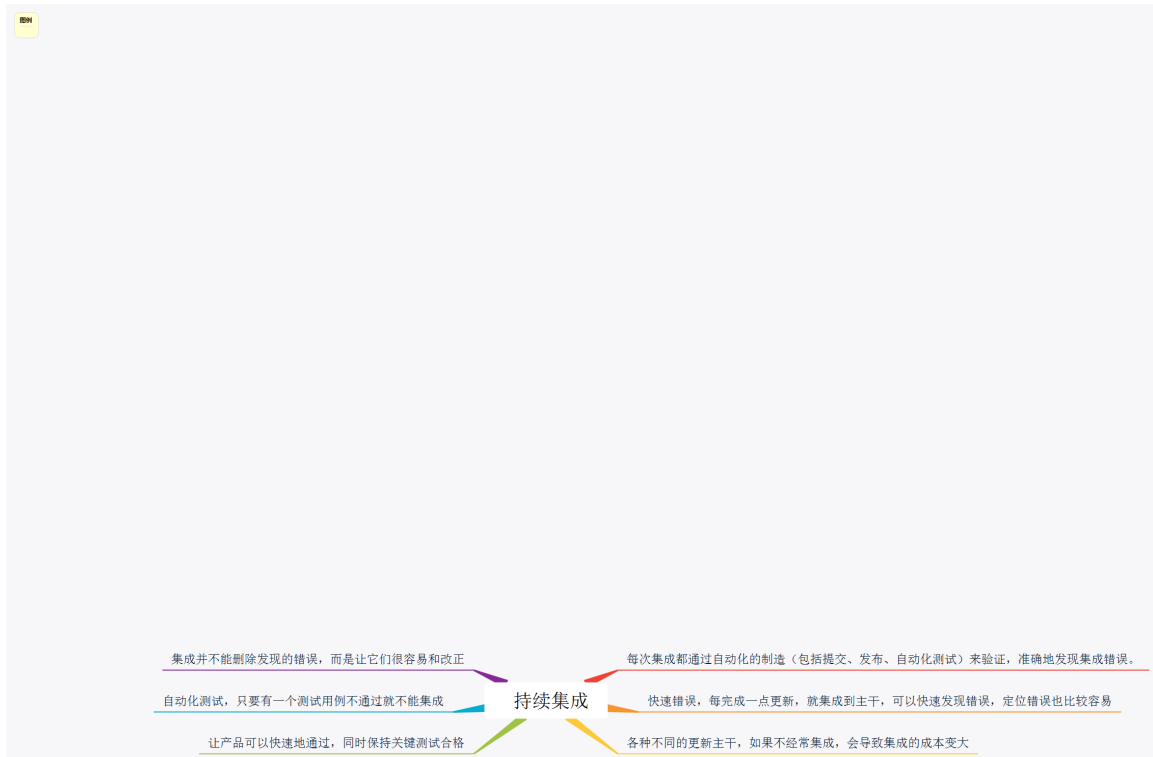 图例
集成并不能删除发现的错误，而是让它们很容易和改正
每次集成都通过自动化的制造（包括提交、发布、自动化测试）来验证，准确地发现集成错误。
自动化测试，只要有一个测试用例不通过就不能集成
持续集成
快速错误，每完成一点更新，就集成到主干，可以快速发现错误，定位错误也比较容易
让产品可以快速地通过，同时保持关键测试合格
各种不同的更新主干，如果不经常集成，会导致集成的成本变大